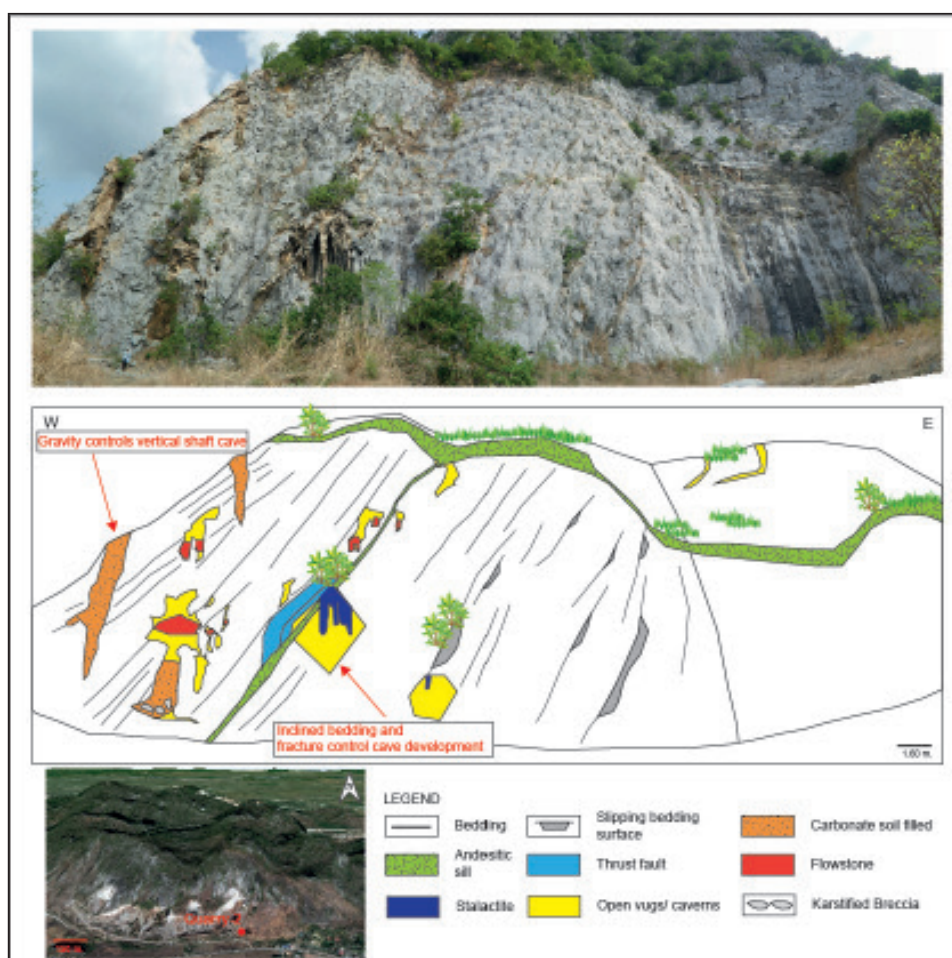 W
E
Gravity controls vertical shaft cave
Inclined bedding and
fracture control cave development
1.60 m.
LEGEND
Bedding
Slipping bedding
surface
Carbonate soil filled
Andesitic
sill
Thrust fault
Flowstone
Stalactite
Open vugs/ caverns
Karstified Breccia